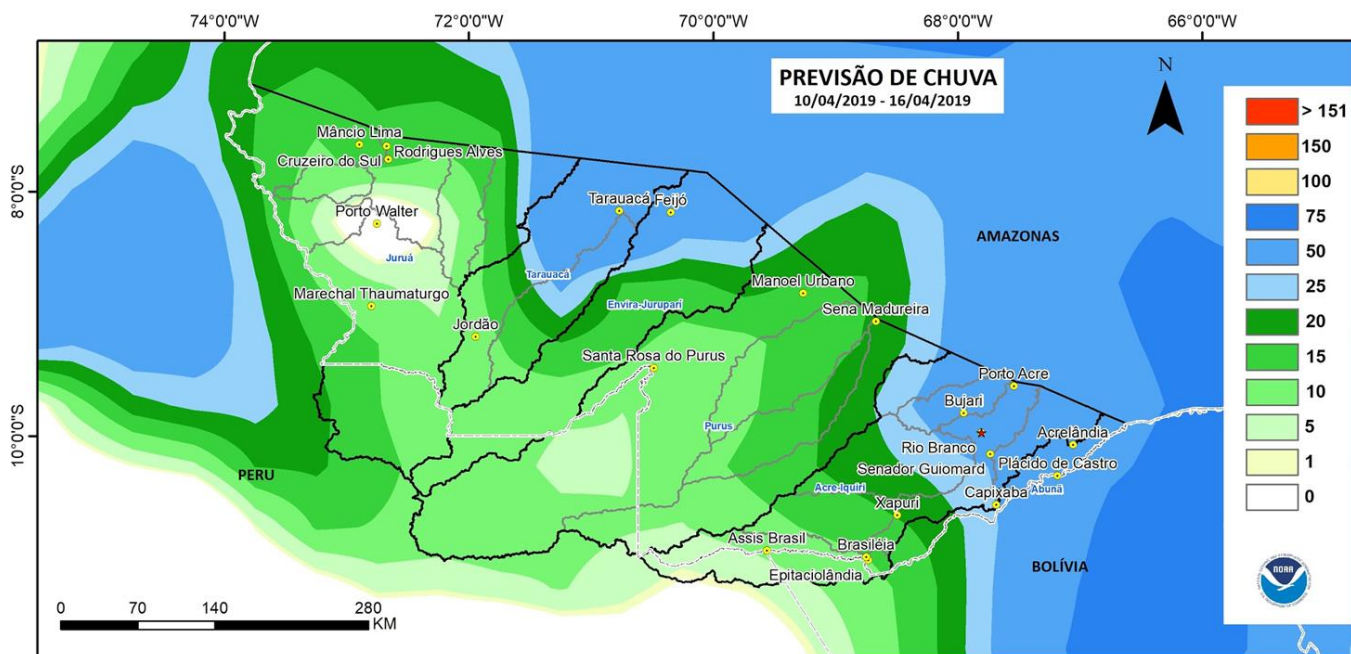 74°0'0"W 72°0'0"W 70°0'0"W 68°0'0"W 66°0'0"W
PREVISÃO DE CHUVA
10/04/2019 - 16/04/2019
N
> 151
150
100
75
50
25
20
15
10
5
1
0
8°0'0"S
10°0'0"S
Mâncio Lima
Rodrigues Alves
Cruzeiro do Sul
Tarauacá
Feijó
Porto Walter
AMAZONAS
Juruá
Tarauacá
Manoel Urbano
Marechal Thaumaturgo
Envira-Jurupari
Sena Madureira
Jordão
Santa Rosa do Purus
Porto Acre
Bujari
Purus
Acrelândia
Rio Branco
Plácido de Castro
Senador Guiomard
PERU
Acre-Iquiri
Abunã
Capixaba
Xapuri
Assis Brasil
Brasiléia
BOLÍVIA
Epitaciolândia
NOAA
0 70 140 280
KM